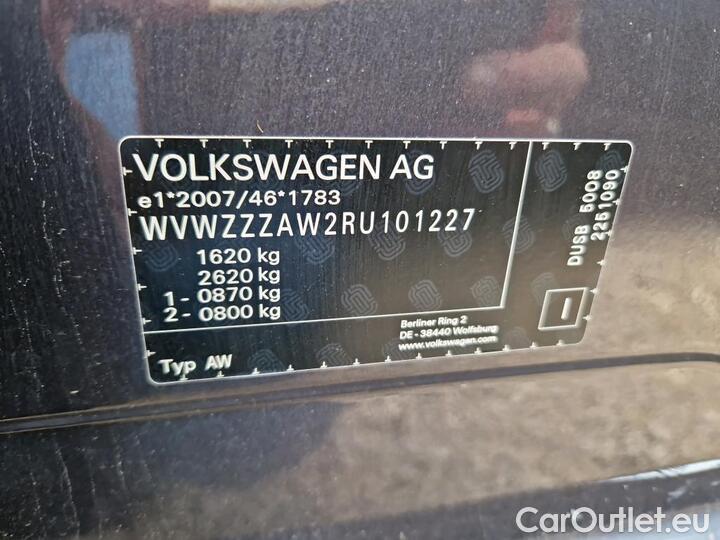 VOLKSWAGEN AG
e1*2007/46*1783
WVWZZZAW2RU101227
1620 kg
2620 kg
1 - 0870 kg
2 - 0800 kg
Typ AW
Berliner Ring 2
DE - 38440 Wolfsburg
www.volkswagen.com
DUSB 5008
2251090
CarOutlet.eu